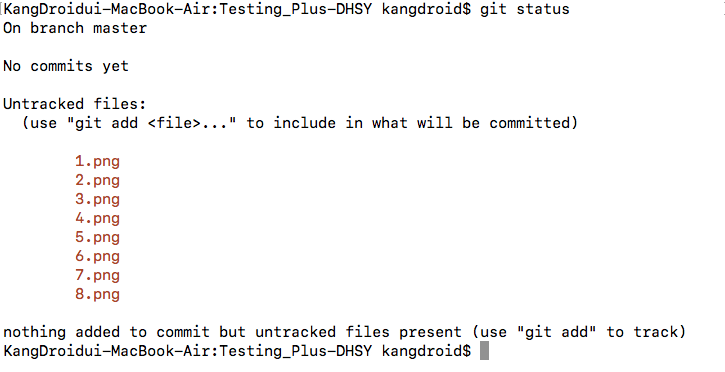 KangDroidui-MacBook-Air:Testing_Plus-DHSY kangdroid$ git status
On branch master
No commits yet
Untracked files:
(use "git add <file>..." to include in what will be committed)
1.png
2.png
3.png
4.png
5.png
6.png
7.png
8.png
nothing added to commit but untracked files present (use "git add" to track)
KangDroidui-MacBook-Air:Testing_Plus-DHSY kangdroid$